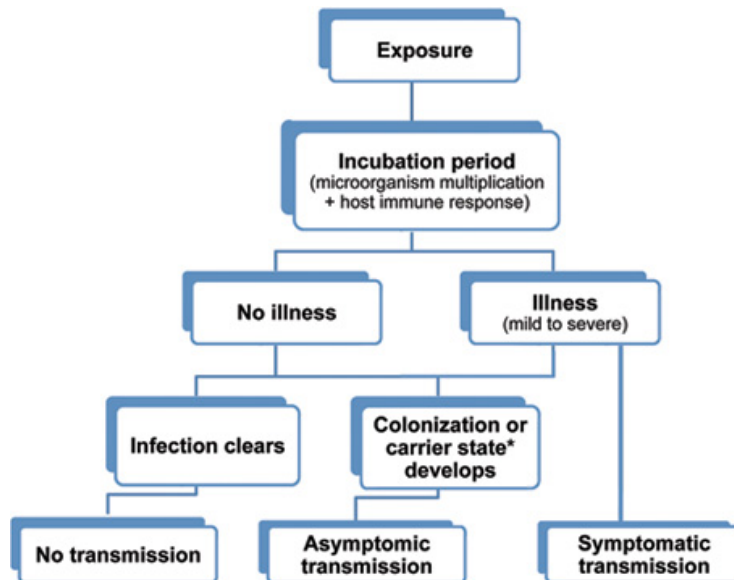 Exposure
Incubation period
(microorganism multiplication
+ host immune response)
No illness
Illness
(mild to severe)
Infection clears
Colonization or
carrier state*
develops
No transmission
Asymptomic
transmission
Symptomatic
transmission